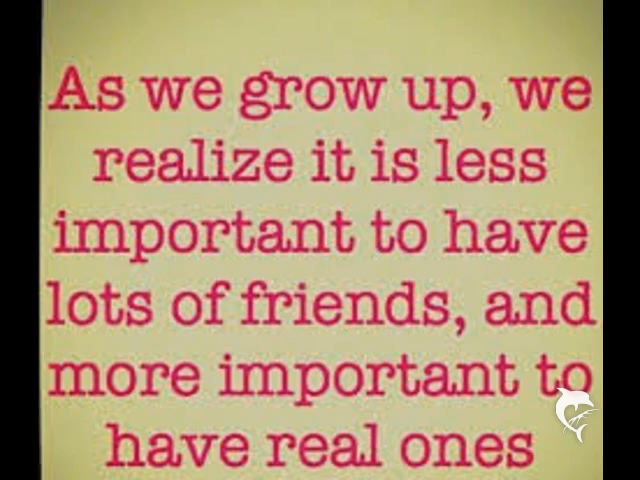 As we grow up, we
realize it is less
important to have
lots of friends, and
more important to
have real ones